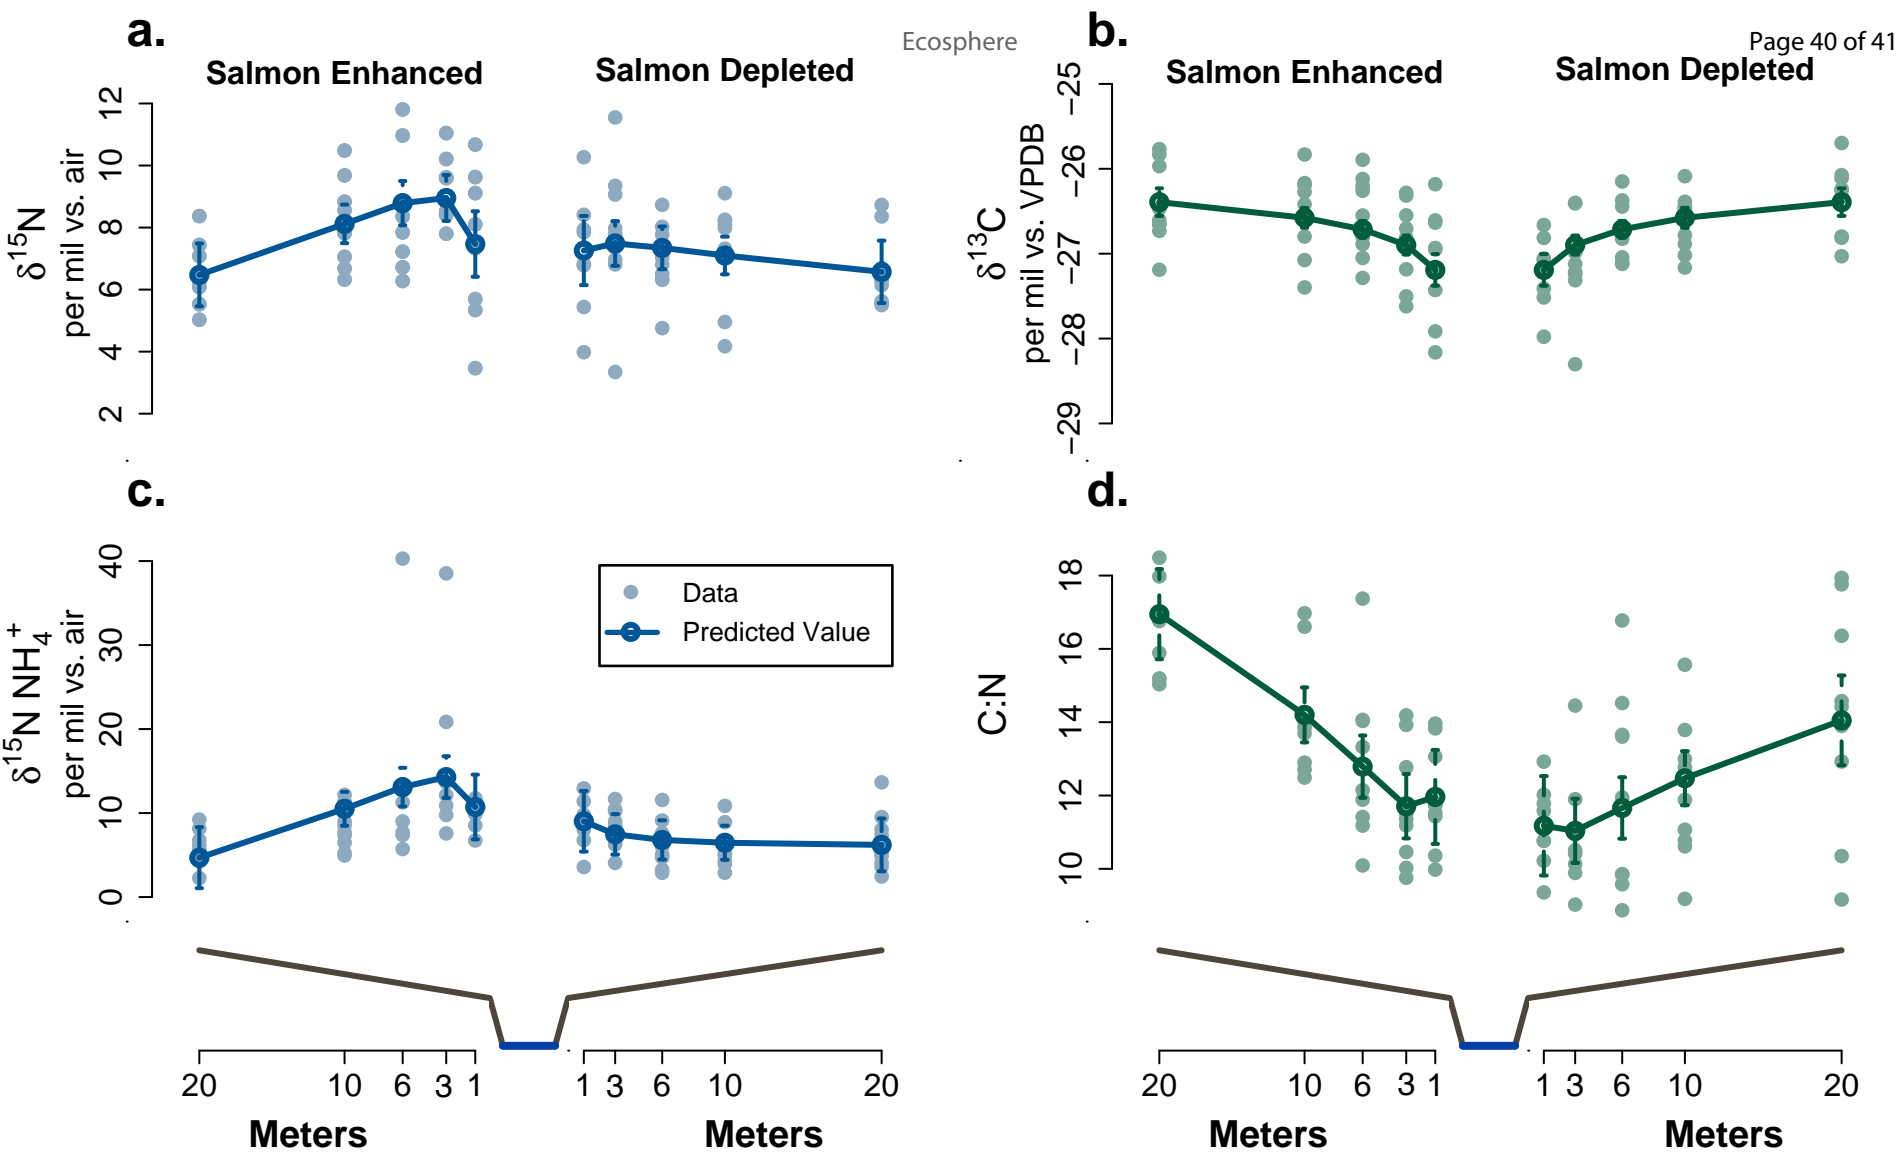 Ecosphere
Page 40 of 41
a.
Salmon Enhanced
Salmon Depleted
δ15N
per mil vs. air
12
10
8
6
4
2
b.
Salmon Enhanced
Salmon Depleted
δ13C
per mil vs. VPDB
−25
−26
−27
−28
−29
c.
δ15N NH4+
per mil vs. air
40
30
20
10
0
Data
Predicted Value
d.
C:N
18
16
14
12
10
20 10 6 3 1
1 3 6 10 20
Meters
Meters
20 10 6 3 1
1 3 6 10 20
Meters
Meters